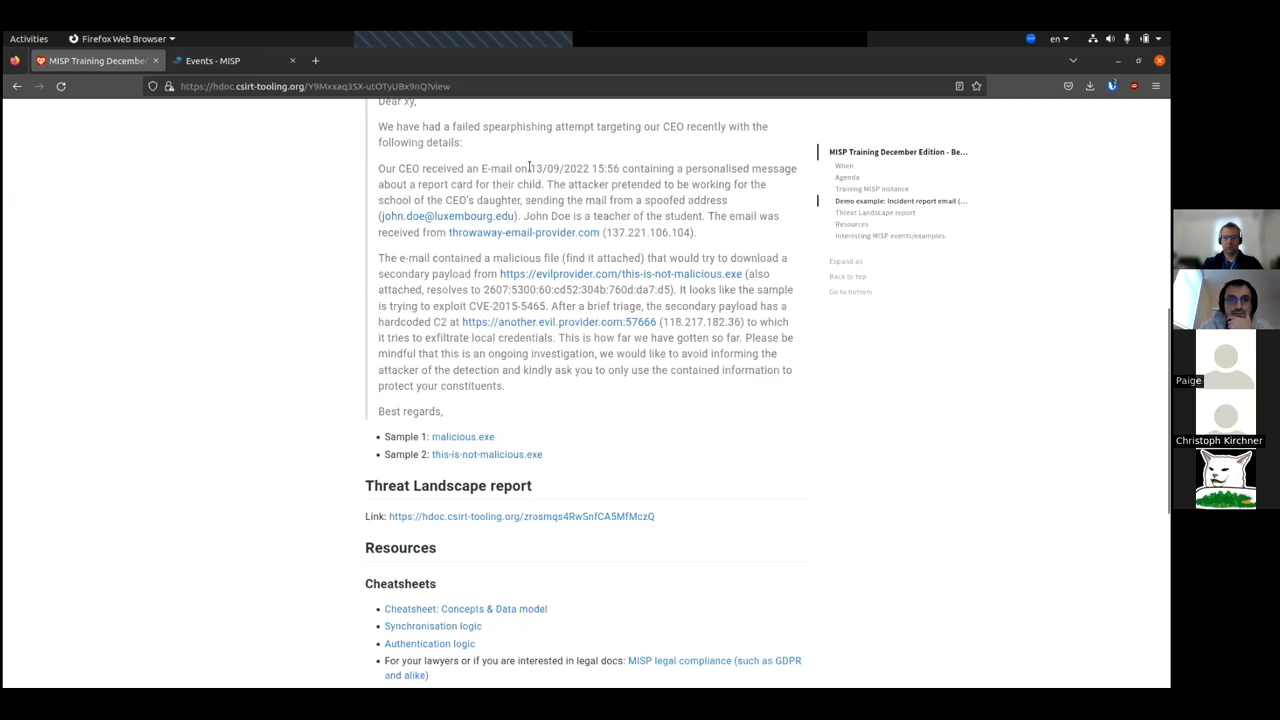 Activities
Firefox Web Browser
en
MISP Training December
Events - MISP
https://hdoc.csirt-tooling.org/Y9Mxxaq3SX-utOTyUBx9nQ?view
Dear xy,
We have had a failed spearphishing attempt targeting our CEO recently with the
following details:
Our CEO received an E-mail on 13/09/2022 15:56 containing a personalised message
about a report card for their child. The attacker pretended to be working for the
school of the CEO's daughter, sending the mail from a spoofed address
(john.doe@luxembourg.edu). John Doe is a teacher of the student. The email was
received from throwaway-email-provider.com (137.221.106.104).
The e-mail contained a malicious file (find it attached) that would try to download a
secondary payload from https://evilprovider.com/this-is-not-malicious.exe (also
attached, resolves to 2607:5300:60:cd52:304b:760d:da7:d5). It looks like the sample
is trying to exploit CVE-2015-5465. After a brief triage, the secondary payload has a
hardcoded C2 at https://another.evil.provider.com:57666 (118.217.182.36) to which
it tries to exfiltrate local credentials. This is how far we have gotten so far. Please be
mindful that this is an ongoing investigation, we would like to avoid informing the
attacker of the detection and kindly ask you to only use the contained information to
protect your constituents.
Best regards,
• Sample 1: malicious.exe
• Sample 2: this-is-not-malicious.exe
Threat Landscape report
Link: https://hdoc.csirt-tooling.org/zrosmqs4RwSnfCA5MfMczQ
Resources
Cheatsheets
• Cheatsheet: Concepts & Data model
• Synchronisation logic
• Authentication logic
• For your lawyers or if you are interested in legal docs: MISP legal compliance (such as GDPR
and alike)
MISP Training December Edition - Be...
When
Agenda
Training MISP instance
Demo example: Incident report email (...
Threat Landscape report
Resources
Interesting MISP events/examples
Expand all
Back to top
Go to bottom
Paige
Christoph Kirchner